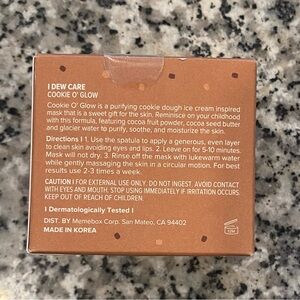 I DEW CARE
COOKIE O' GLOW
Cookie O' Glow is a purifying cookie dough ice cream inspired
mask that is a sweet gift for the skin. Reminisce on your childhood
with this formula, featuring cocoa fruit powder, cocoa seed butter
and glacier water to purify, soothe, and moisturize the skin.
Directions | 1. Use the spatula to apply a generous, even layer
to clean skin avoiding eyes and lips. 2. Leave on for 5-10 minutes.
Mask will not dry. 3. Rinse off the mask with lukewarm water
while gently massaging the skin in a circular motion. For best
results use 2-3 times a week.
CAUTION | FOR EXTERNAL USE ONLY. DO NOT INGEST. AVOID CONTACT
WITH EYES AND MOUTH. STOP USING IMMEDIATELY IF IRRITATION OCCURS.
KEEP OUT OF REACH OF CHILDREN.
| Dermatologically Tested |
DIST. BY Memebox Corp. San Mateo, CA 94402
MADE IN KOREA
12M